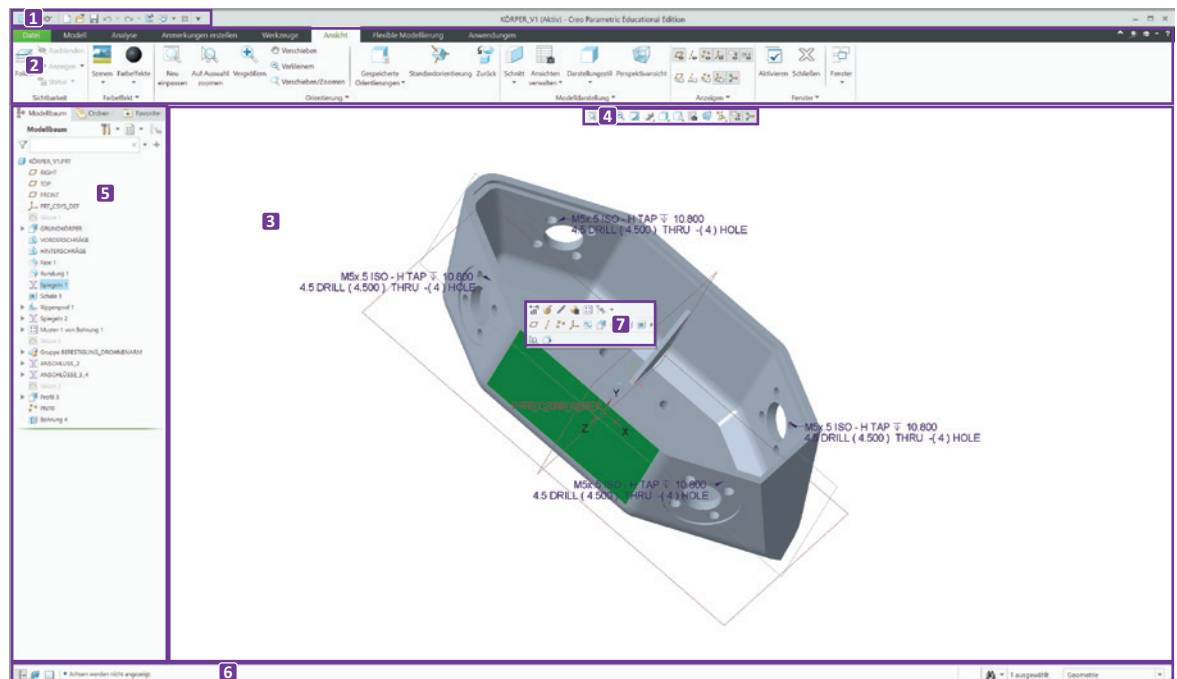 1
KÖRPER_V1 (Aktiv) - Creo Parametric Educational Edition
Datei Modell Analyse Anmerkungen erstellen Werkzeuge Ansicht Flexible Modellierung Anwendungen
2
Ausblenden
Anzeigen
Status
Szenen Farbeffekte
Neu einpassen
Auf Auswahl zoomen
Vergrößern
Verschieben
Verkleinern
Verschieben/Zoomen
Gespeicherte Orientierungen
Standardorientierung Zurück
Schnitt
Ansichten verwalten
Darstellungsstil Perspektivansicht
Aktivieren Schließen
Fenster
Sichtbarkeit Farbeffekt Orientierung Modelldarstellung Anzeigen Fenster
Modellbaum Ordner Favoriten
4
Modellbaum
KÖRPER_V1.PRT
RIGHT
TOP
FRONT
5
PRT_CSYS_DEF
Skizze 1
GRUNDKÖRPER
VORDERSCHRÄGE
HINTERSCHRÄGE
Fase 1
Rundung 1
Spiegeln 1
Schale 1
Rippenprof 1
Spiegeln 2
Muster 1 von Bohrung 1
Gruppe BEFESTIGUNG_DROHNENARM
ANSCHLUSS_2
ANSCHLÜSSE_3_4
Skizze 2
Profil 3
PNT0
Bohrung 4
3
M5x.5 ISO - H TAP ↧ 10.800
4.5 DRILL ( 4.500 ) THRU -( 4 ) HOLE
M5x.5 ISO - H TAP ↧ 10.800
4.5 DRILL ( 4.500 ) THRU -( 4 ) HOLE
7
Y
Z X
M5x.5 ISO - H TAP ↧ 10.800
4.5 DRILL ( 4.500 ) THRU -( 4 ) HOLE
M5x.5 ISO - H TAP ↧ 10.800
4.5 DRILL ( 4.500 ) THRU -( 4 ) HOLE
6
• Achsen werden nicht angezeigt.
1 ausgewählt Geometrie